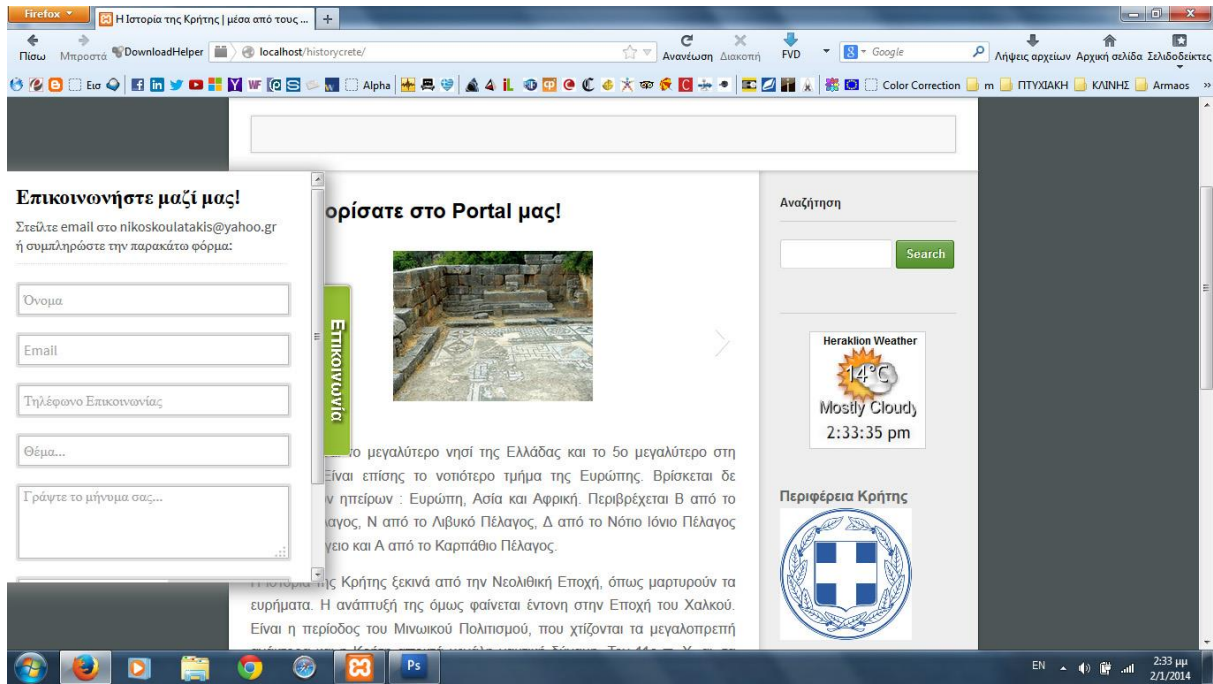 Firefox
Η Ιστορία της Κρήτης | μέσα από τους ...
Πίσω
Μπροστά
DownloadHelper
localhost/historycrete/
Ανανέωση
Διακοπή
FVD
Google
Λήψεις αρχείων
Αρχική σελίδα
Σελιδοδείκτες
Εισ
WF
Alpha
Color Correction
m
ΠΤΥΧΙΑΚΗ
ΚΛΙΝΗΣ
Armaos
Επικοινωνήστε μαζί μας!
Στείλτε email στο nikoskoulatakis@yahoo.gr
ή συμπληρώστε την παρακάτω φόρμα:
Όνομα
Email
Τηλέφωνο Επικοινωνίας
Θέμα...
Γράψτε το μήνυμα σας...
Επικοινωνία
ορίσατε στο Portal μας!
μεγαλύτερο νησί της Ελλάδας και το 5ο μεγαλύτερο στη
Είναι επίσης το νοτιότερο τμήμα της Ευρώπης. Βρίσκεται δε
ν ηπείρων : Ευρώπη, Ασία και Αφρική. Περιβρέχεται Β από το
λαγος, Ν από το Λιβυκό Πέλαγος, Δ από το Νότιο Ιόνιο Πέλαγος
γειο και Α από το Καρπάθιο Πέλαγος.
Η Ιστορία της Κρήτης ξεκινά από την Νεολιθική Εποχή, όπως μαρτυρούν τα
ευρήματα. Η ανάπτυξή της όμως φαίνεται έντονη στην Εποχή του Χαλκού.
Είναι η περίοδος του Μινωικού Πολιτισμού, που χτίζονται τα μεγαλοπρεπή
Αναζήτηση
Search
Heraklion Weather
14°C
Mostly Cloudy
2:33:35 pm
Περιφέρεια Κρήτης
Ps
EN
2:33 μμ
2/1/2014